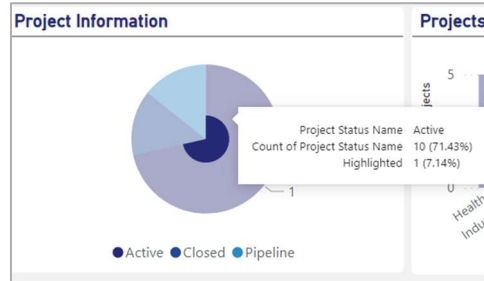 Project Information
Projects
5
Project Status Name Active
Count of Project Status Name 10 (71.43%)
Highlighted 1 (7.14%)
0
1
Active Closed Pipeline